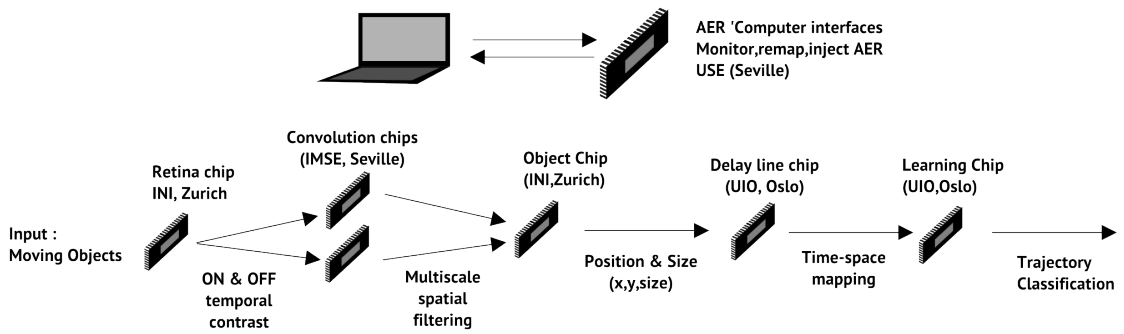 AER 'Computer interfaces
Monitor,remap,inject AER
USE (Seville)
Convolution chips
(IMSE, Seville)
Retina chip
INI, Zurich
Object Chip
(INI,Zurich)
Delay line chip
(UIO, Oslo)
Learning Chip
(UIO,Oslo)
Input :
Moving Objects
ON & OFF
temporal
contrast
Multiscale
spatial
filtering
Position & Size
(x,y,size)
Time-space
mapping
Trajectory
Classification